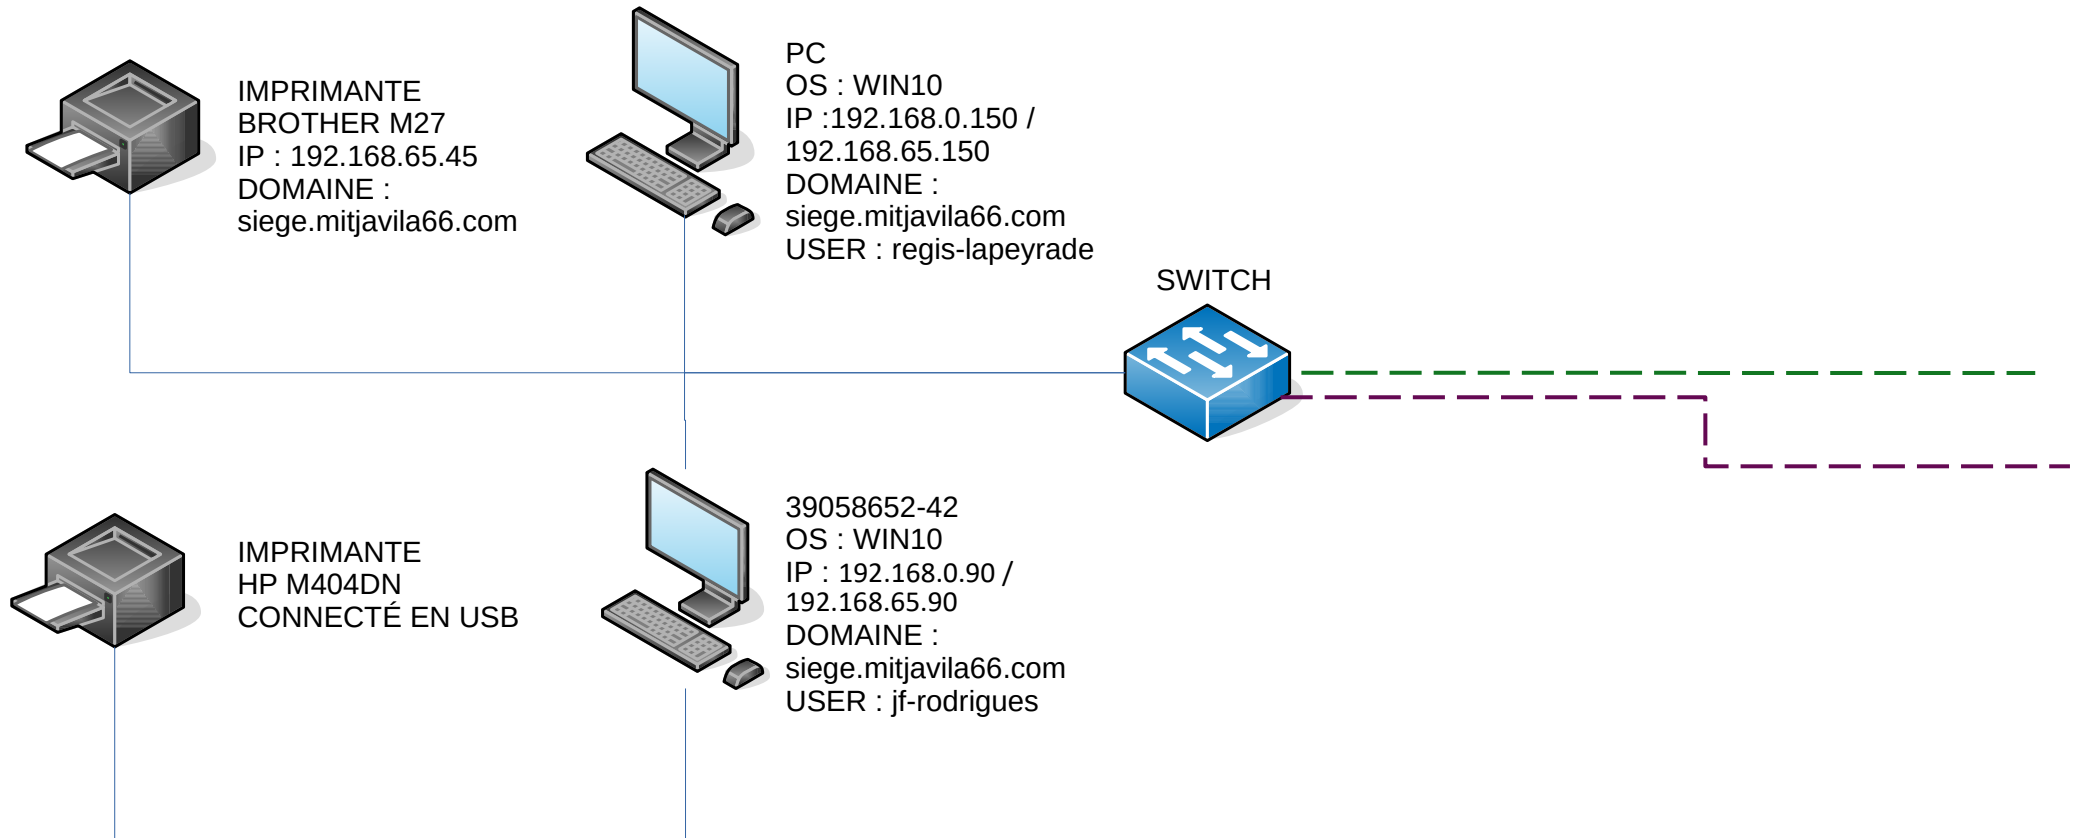 IMPRIMANTE
BROTHER M27
IP : 192.168.65.45
DOMAINE :
siege.mitjavila66.com
PC
OS : WIN10
IP :192.168.0.150 /
192.168.65.150
DOMAINE :
siege.mitjavila66.com
USER : regis-lapeyrade
SWITCH
IMPRIMANTE
HP M404DN
CONNECTÉ EN USB
39058652-42
OS : WIN10
IP : 192.168.0.90 /
192.168.65.90
DOMAINE :
siege.mitjavila66.com
USER : jf-rodrigues